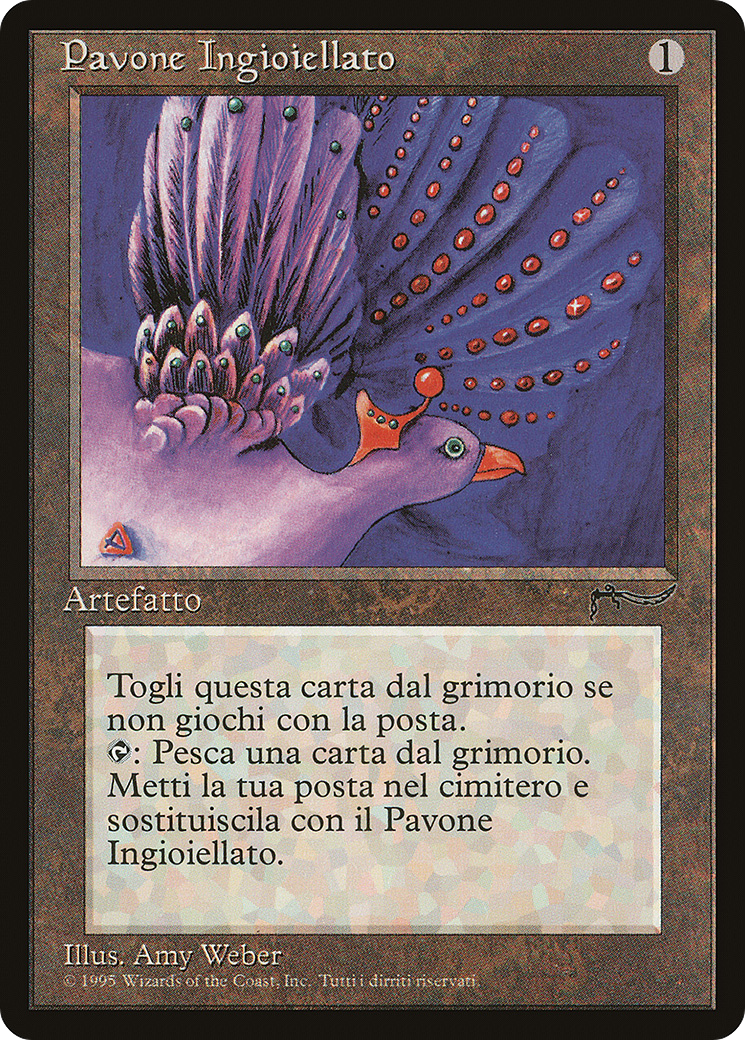 Pavone Ingioiellato 1
Artefatto
Togli questa carta dal grimorio se
non giochi con la posta.
: Pesca una carta dal grimorio.
Metti la tua posta nel cimitero e
sostituiscila con il Pavone
Ingioiellato.
Illus. Amy Weber
© 1995 Wizards of the Coast, Inc. Tutti i dirriti riservati.